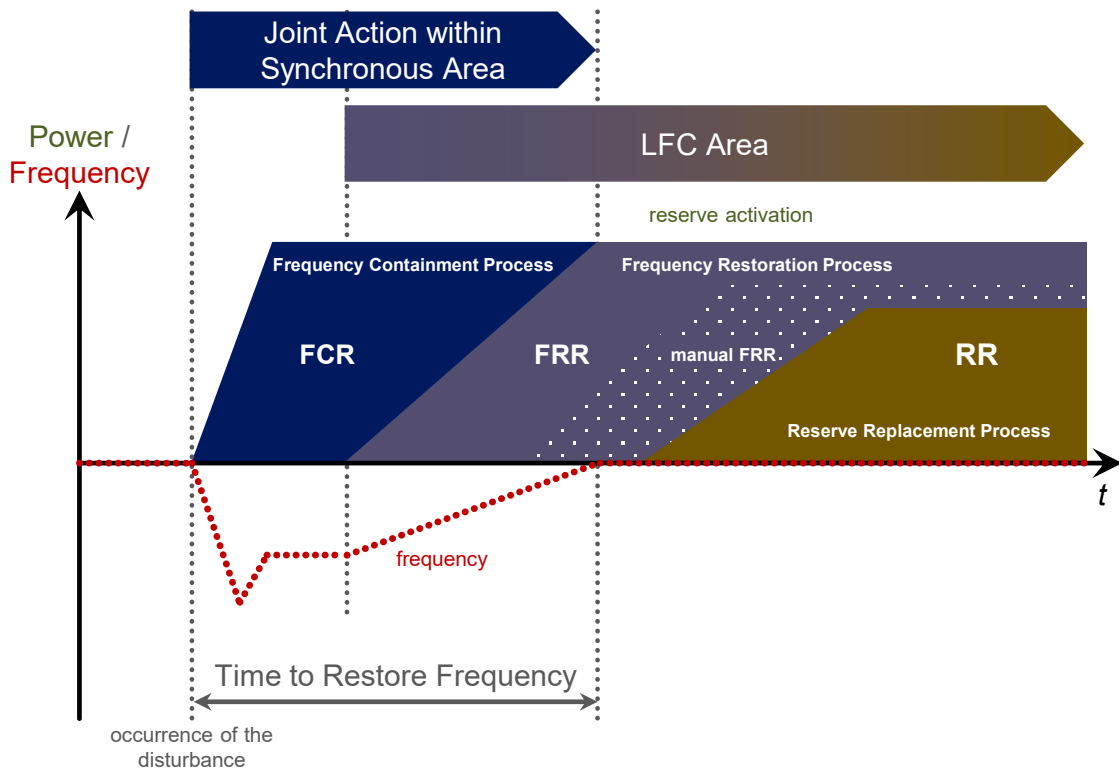 Joint Action within
Synchronous Area
LFC Area
Power /
Frequency
reserve activation
Frequency Containment Process
Frequency Restoration Process
FCR
FRR
manual FRR
RR
Reserve Replacement Process
t
frequency
Time to Restore Frequency
occurrence of the
disturbance